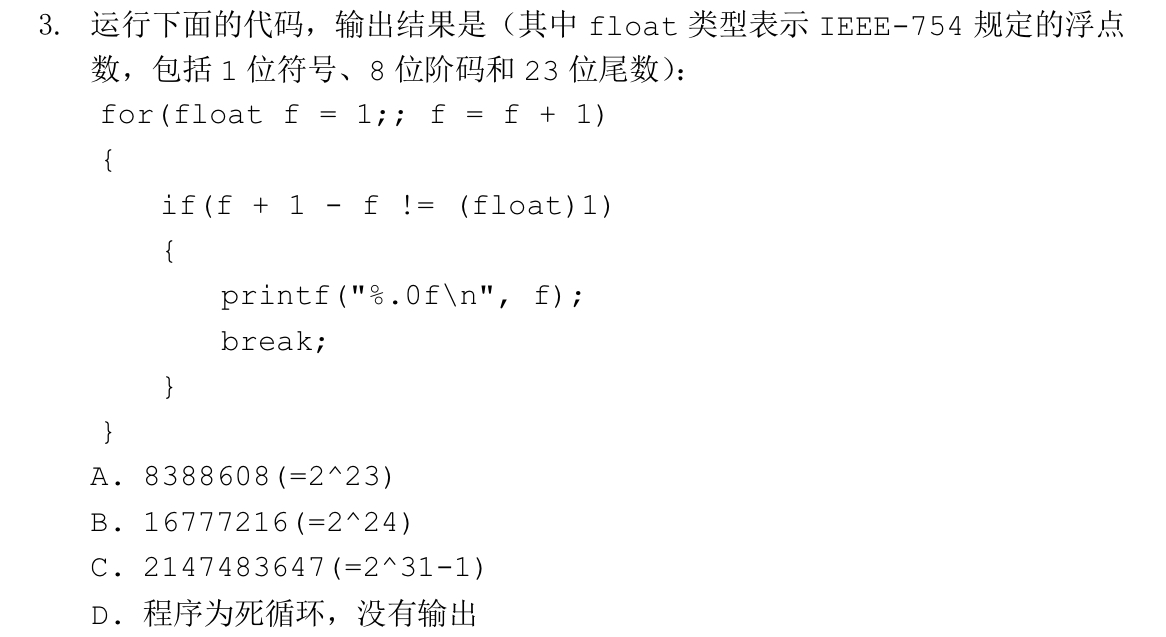 3. 运行下面的代码，输出结果是（其中 float 类型表示 IEEE-754 规定的浮点
数，包括 1 位符号、8 位阶码和 23 位尾数）：
for(float f = 1;; f = f + 1)
{
if(f + 1 - f != (float)1)
{
printf("%.0f\n", f);
break;
}
}
A. 8388608(=2^23)
B. 16777216(=2^24)
C. 2147483647(=2^31-1)
D. 程序为死循环，没有输出